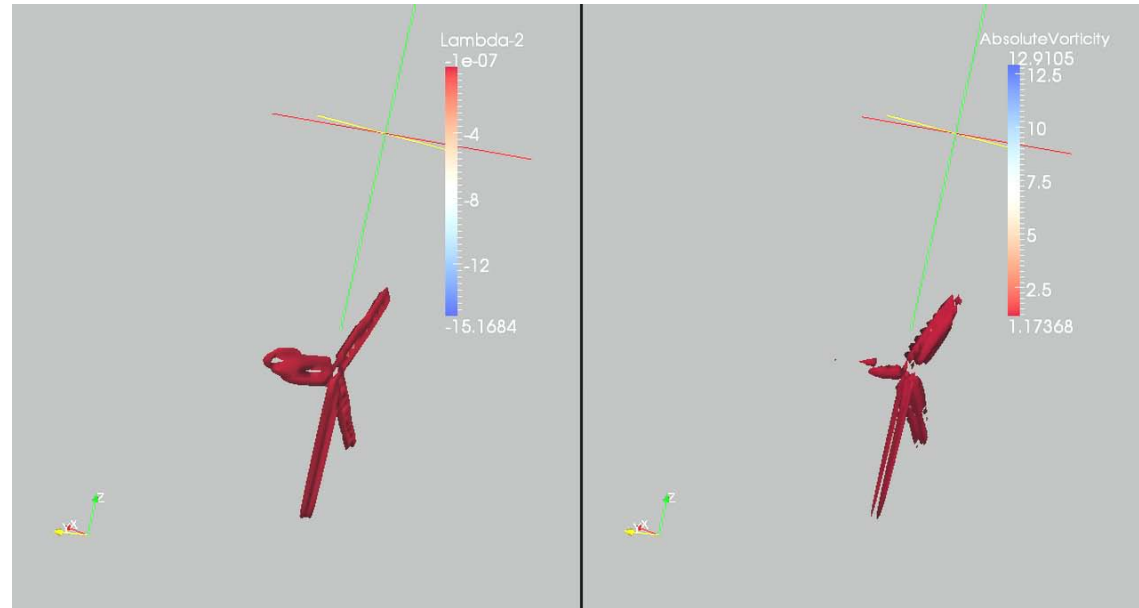 Lambda-2
-1e-07
-4
-8
-12
-15.1684
Z
X
Y
AbsoluteVorticity
12.9105
12.5
10
7.5
5
2.5
1.17368
Z
X
Y